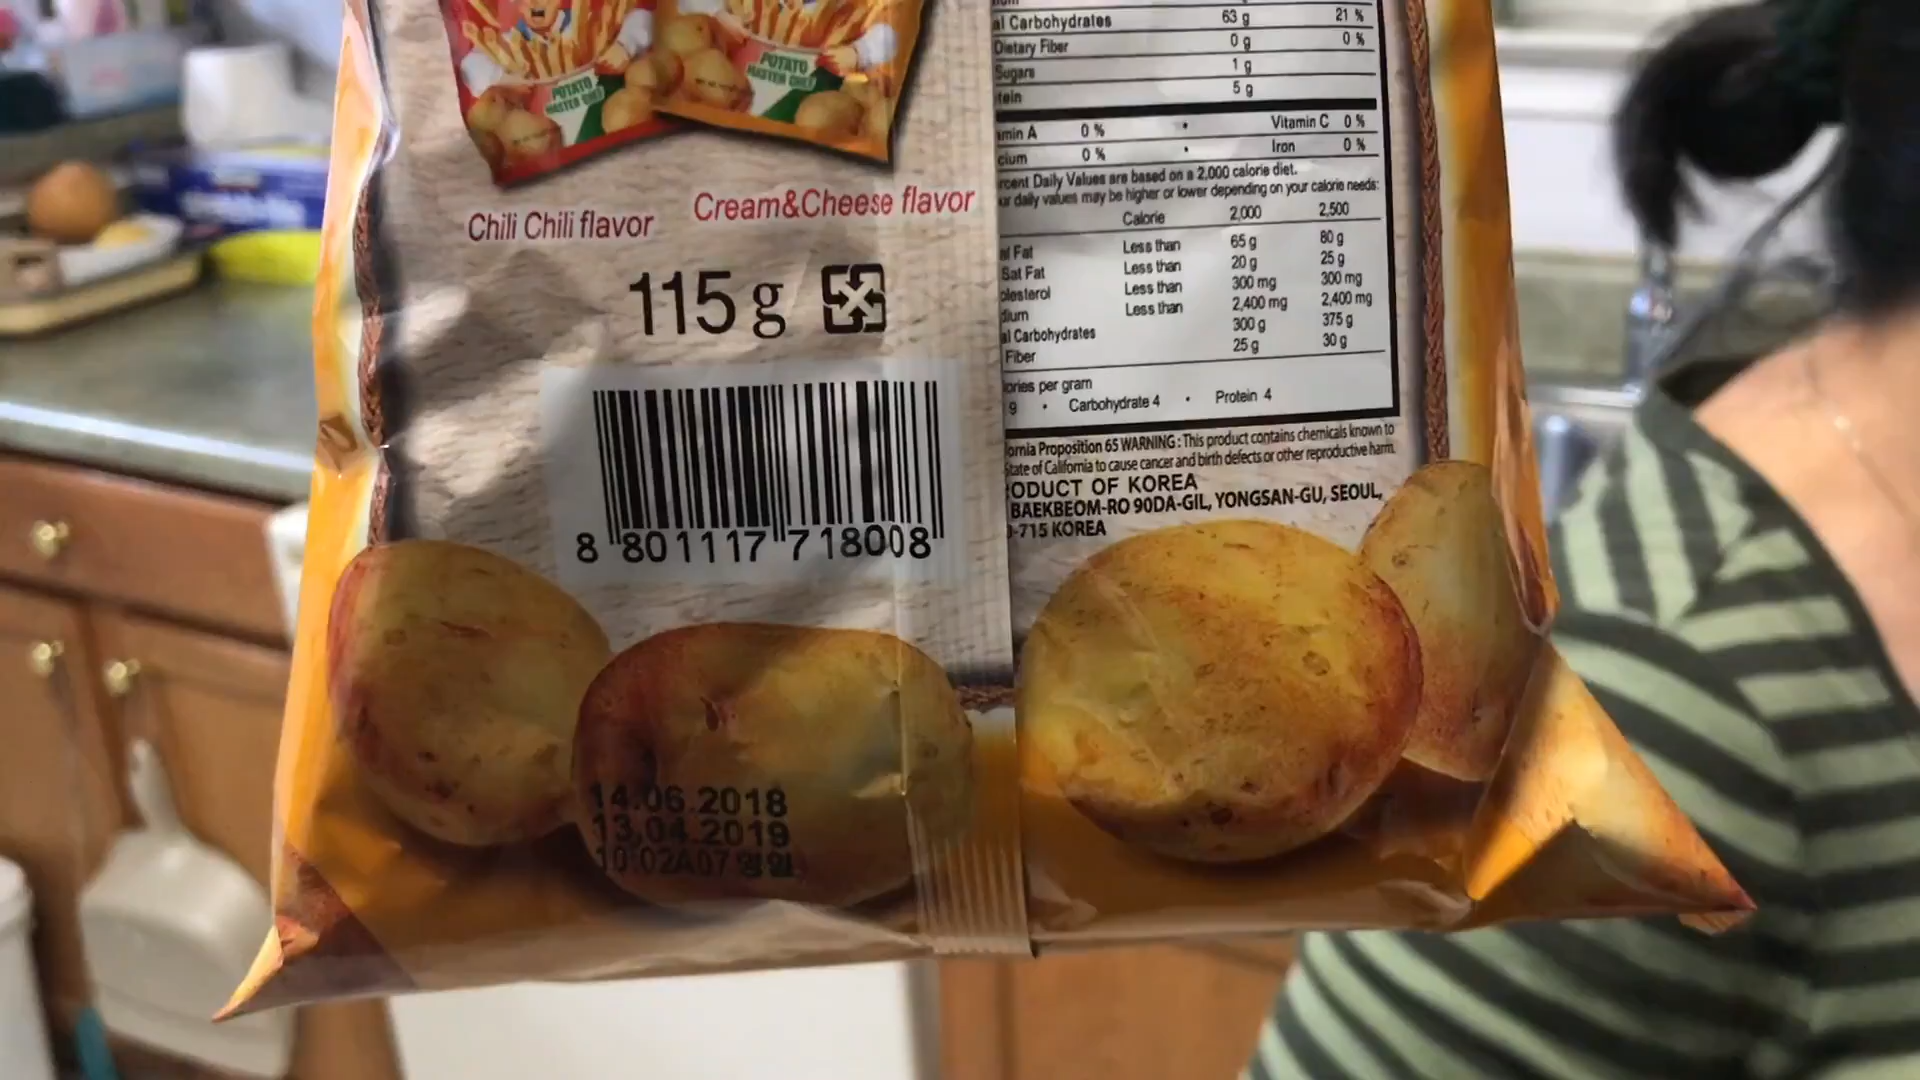 POTATO
MASTER CHEF
POTATO
MASTER CHEF
Chili Chili flavor
Cream&Cheese flavor
115 g
8 801117 718008
14.06.2018
13.04.2019
10:02A07
al Carbohydrates 63 g 21 %
Dietary Fiber 0 g 0 %
Sugars 1 g
tein 5 g
amin A 0 % • Vitamin C 0 %
cium 0 % • Iron 0 %
rcent Daily Values are based on a 2,000 calorie diet.
ur daily values may be higher or lower depending on your calorie needs:
Calorie 2,000 2,500
al Fat Less than 65 g 80 g
Sat Fat Less than 20 g 25 g
olesterol Less than 300 mg 300 mg
dium Less than 2,400 mg 2,400 mg
al Carbohydrates 300 g 375 g
Fiber 25 g 30 g
lories per gram
9 • Carbohydrate 4 • Protein 4
ornia Proposition 65 WARNING : This product contains chemicals known to
State of California to cause cancer and birth defects or other reproductive harm.
ODUCT OF KOREA
BAEKBEOM-RO 90DA-GIL, YONGSAN-GU, SEOUL,
-715 KOREA